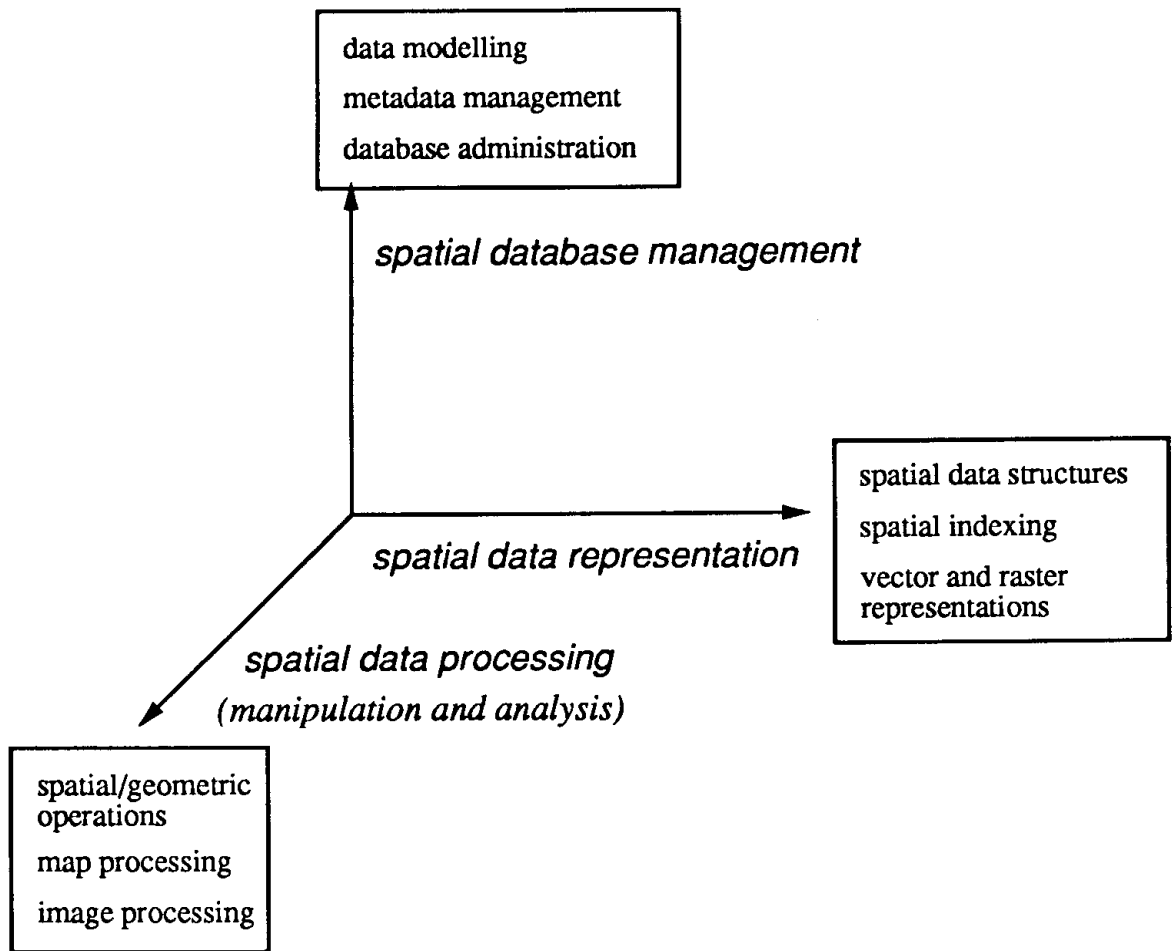 data modelling
metadata management
database administration
spatial database management
spatial data structures
spatial indexing
vector and raster
representations
spatial data representation
spatial data processing
(manipulation and analysis)
spatial/geometric
operations
map processing
image processing